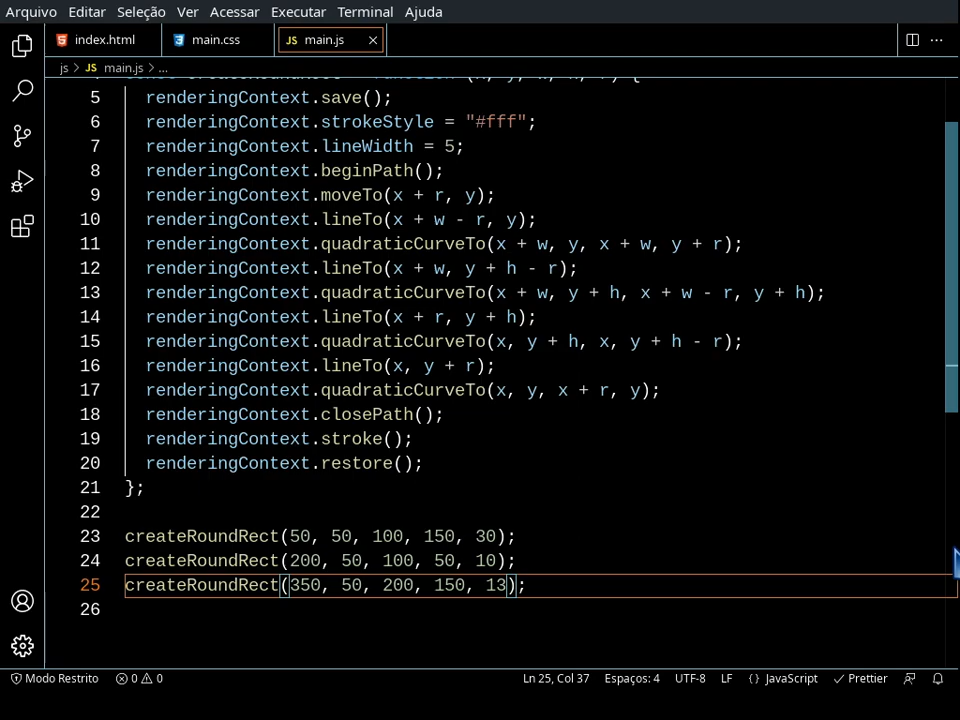 Arquivo Editar Seleção Ver Acessar Executar Terminal Ajuda
index.html main.css JS main.js
js > JS main.js > ...
5 renderingContext.save();
6 renderingContext.strokeStyle = "#fff";
7 renderingContext.lineWidth = 5;
8 renderingContext.beginPath();
9 renderingContext.moveTo(x + r, y);
10 renderingContext.lineTo(x + w - r, y);
11 renderingContext.quadraticCurveTo(x + w, y, x + w, y + r);
12 renderingContext.lineTo(x + w, y + h - r);
13 renderingContext.quadraticCurveTo(x + w, y + h, x + w - r, y + h);
14 renderingContext.lineTo(x + r, y + h);
15 renderingContext.quadraticCurveTo(x, y + h, x, y + h - r);
16 renderingContext.lineTo(x, y + r);
17 renderingContext.quadraticCurveTo(x, y, x + r, y);
18 renderingContext.closePath();
19 renderingContext.stroke();
20 renderingContext.restore();
21 };
22
23 createRoundRect(50, 50, 100, 150, 30);
24 createRoundRect(200, 50, 100, 50, 10);
25 createRoundRect(350, 50, 200, 150, 13);
26
Modo Restrito 0 0 Ln 25, Col 37 Espaços: 4 UTF-8 LF {} JavaScript Prettier